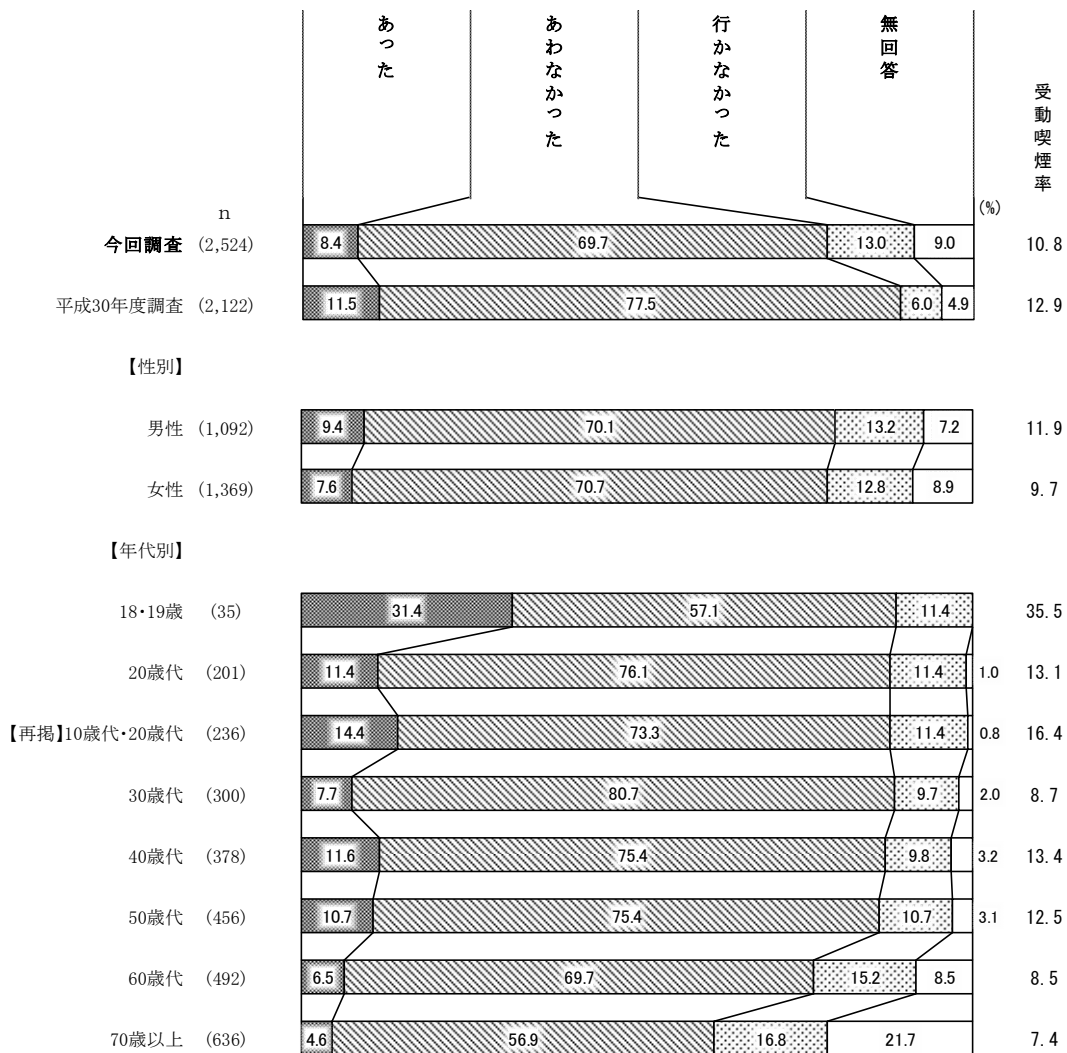 あった
あわなかった
行かなかった
無回答
受動喫煙率
n
(%)
今回調査 (2,524) 8.4 69.7 13.0 9.0 10.8
平成30年度調査 (2,122) 11.5 77.5 6.0 4.9 12.9
【性別】
男性 (1,092) 9.4 70.1 13.2 7.2 11.9
女性 (1,369) 7.6 70.7 12.8 8.9 9.7
【年代別】
18・19歳 (35) 31.4 57.1 11.4 35.5
20歳代 (201) 11.4 76.1 11.4 1.0 13.1
【再掲】10歳代・20歳代 (236) 14.4 73.3 11.4 0.8 16.4
30歳代 (300) 7.7 80.7 9.7 2.0 8.7
40歳代 (378) 11.6 75.4 9.8 3.2 13.4
50歳代 (456) 10.7 75.4 10.7 3.1 12.5
60歳代 (492) 6.5 69.7 15.2 8.5 8.5
70歳以上 (636) 4.6 56.9 16.8 21.7 7.4